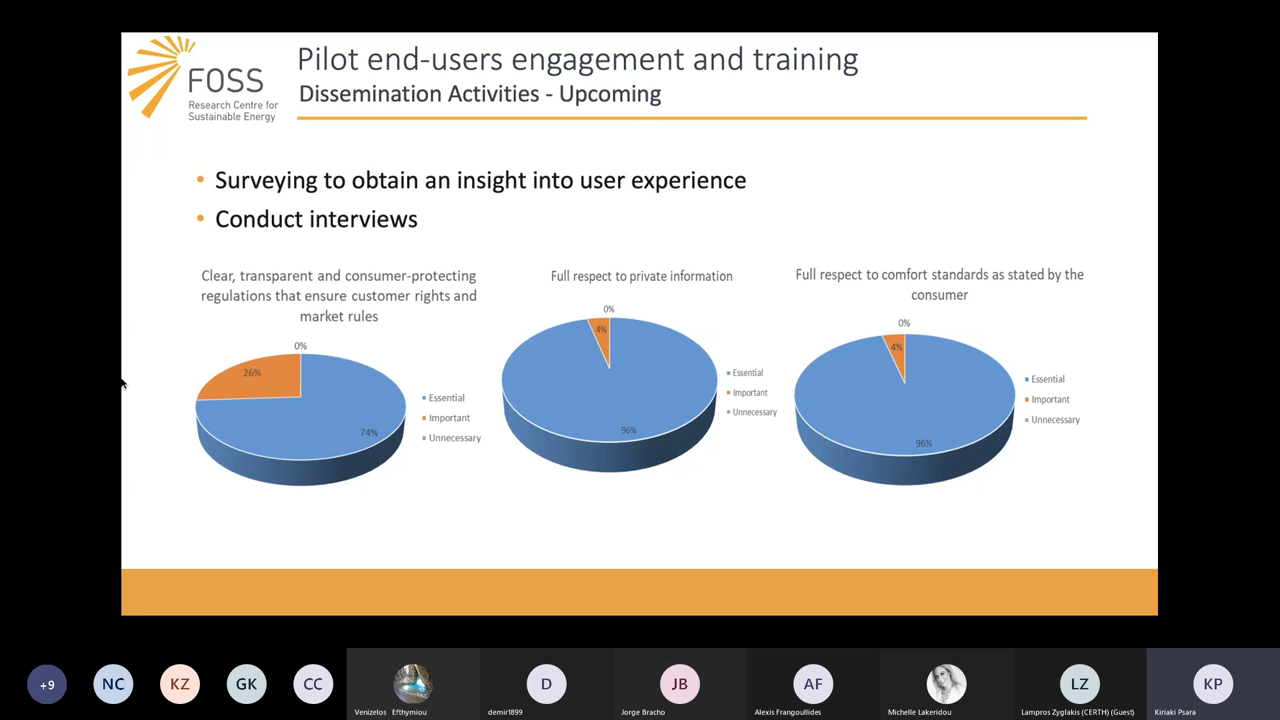 FOSS
Research Centre for
Sustainable Energy
Pilot end-users engagement and training
Dissemination Activities - Upcoming
• Surveying to obtain an insight into user experience
• Conduct interviews
Clear, transparent and consumer-protecting
regulations that ensure customer rights and
market rules
0%
26%
74%
Essential
Important
Unnecessary
Full respect to private information
0%
4%
96%
Essential
Important
Unnecessary
Full respect to comfort standards as stated by the
consumer
0%
4%
96%
Essential
Important
Unnecessary
+9
NC
KZ
GK
CC
Venizelos Efthymiou
D
demir1899
JB
Jorge Bracho
AF
Alexis Frangoullides
Michelle Lakeridou
LZ
Lampros Zyglakis (CERTH) (Guest)
KP
Kiriaki Psara